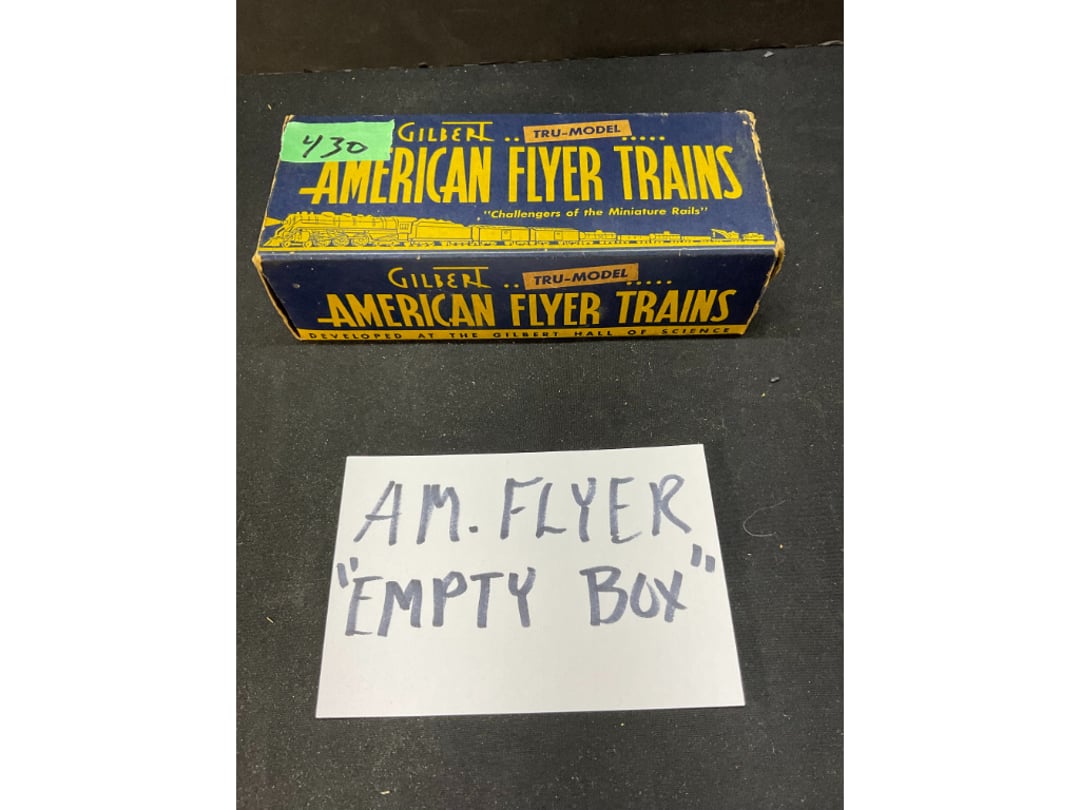 430
GILBERT .. TRU-MODEL .....
AMERICAN FLYER TRAINS
"Challengers of the Miniature Rails"
GILBERT .. TRU-MODEL .....
AMERICAN FLYER TRAINS
DEVELOPED AT THE GILBERT HALL OF SCIENCE
AM. FLYER
"EMPTY BOX"